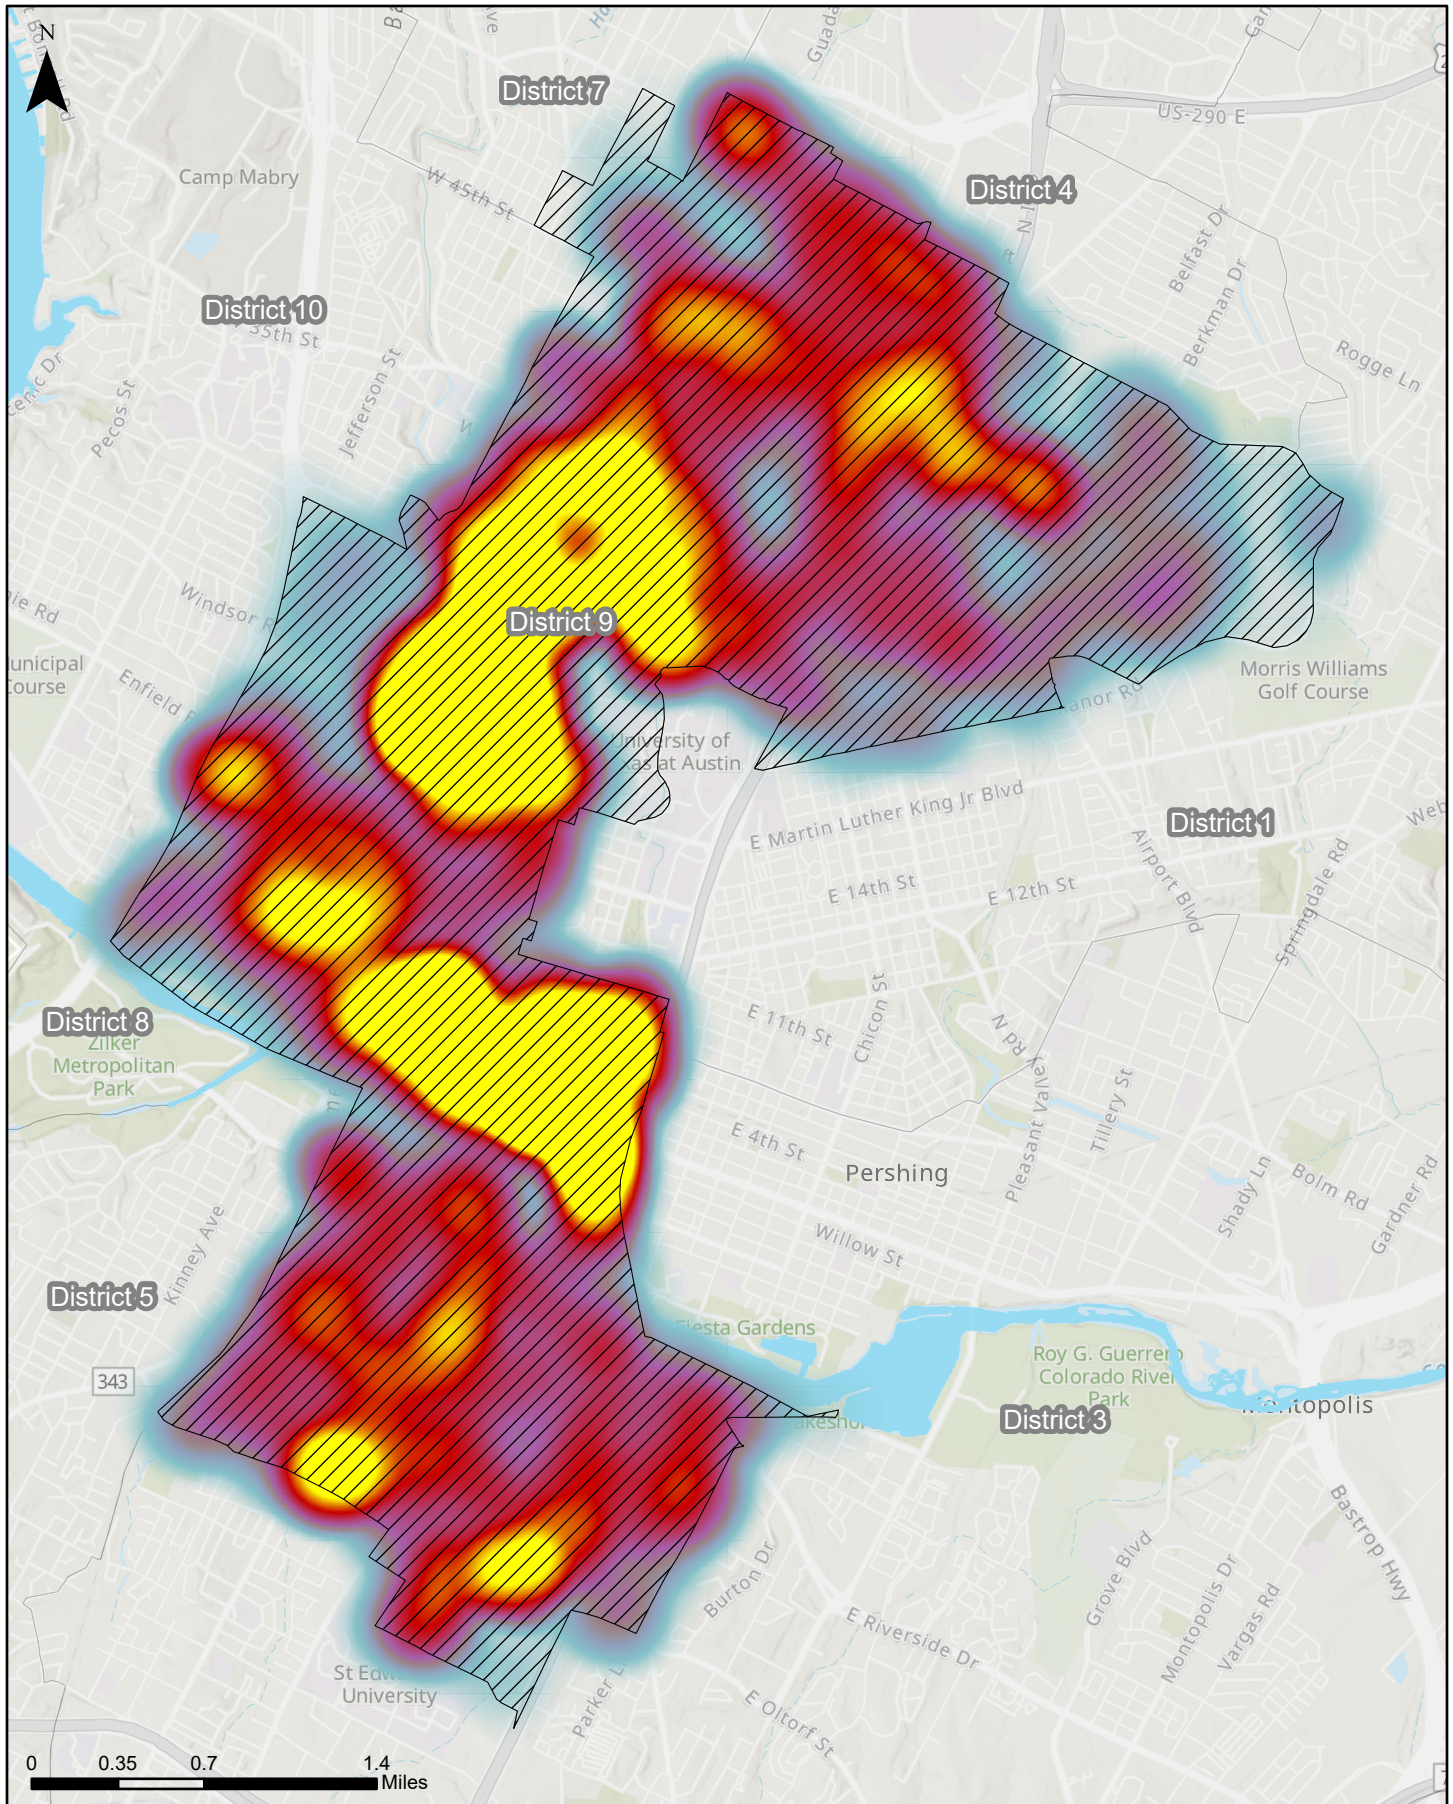 N
District 7
US-290 E
Camp Mabry
W 45th St
District 4
N I
Belfast Dr
Berkman Dr
District 10
35th St
Rogge Ln
Jefferson St
Pecos St
Windsor R
District 9
Enfield
Morris Williams
Golf Course
anor Rd
University of
xas at Austin
E Martin Luther King Jr Blvd
District 1
Airport Blvd
Springdale Rd
E 14th St
E 12th St
District 8
Zilker
Metropolitan
Park
E 11th St
Chicon St
Pleasant Valley Rd N
Tillery St
E 4th St
Pershing
Shady Ln
Bolm Rd
Gardner Rd
Willow St
Kinney Ave
District 5
Fiesta Gardens
Roy G. Guerrero
Colorado River
Park
343
District 3
Montopolis
akeshor
Bastrop Hwy
Burton Dr
Grove Blvd
Montopolis Dr
Vargas Rd
E Riverside Dr
St Edw
University
Parker L
E Oltorf St
0 0.35 0.7 1.4
Miles